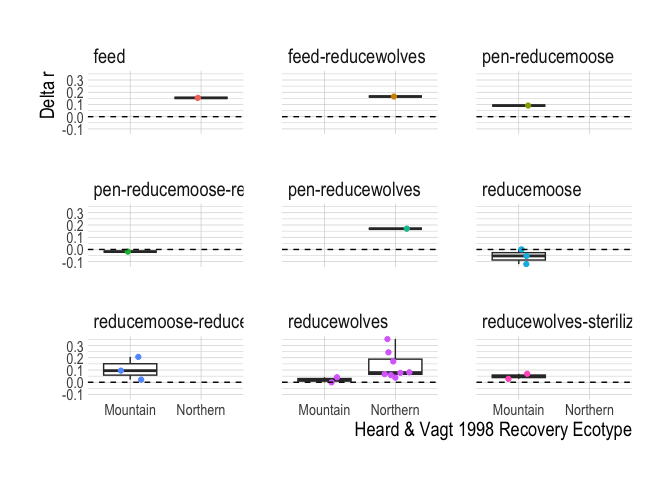 feed feed-reducewolves pen-reducemoose
Delta r
0.3
0.2
0.1
0.0
-0.1
pen-reducemoose-re pen-reducewolves reducemoose
0.3
0.2
0.1
0.0
-0.1
reducemoose-reduce reducewolves reducewolves-steriliz
0.3
0.2
0.1
0.0
-0.1
Mountain Northern Mountain Northern Mountain Northern
Heard & Vagt 1998 Recovery Ecotype